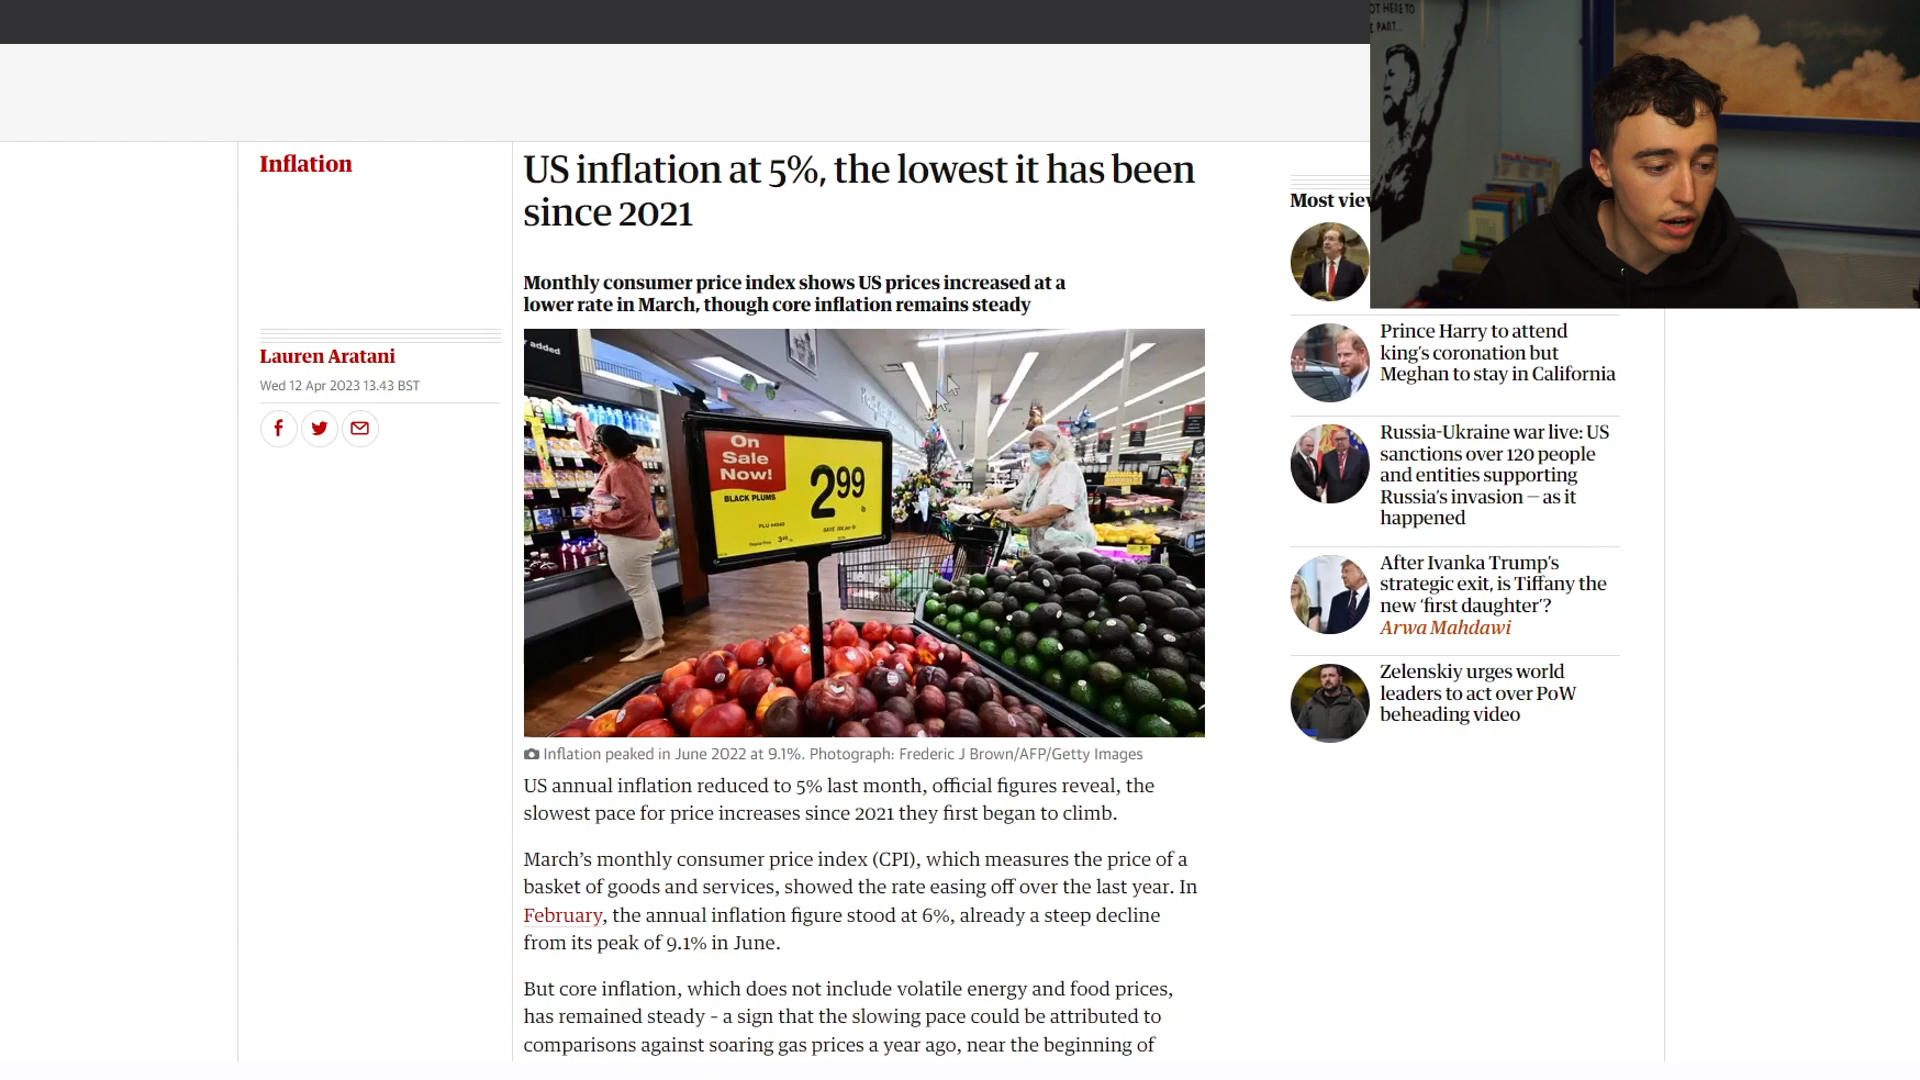 Inflation
US inflation at 5%, the lowest it has been
since 2021
Monthly consumer price index shows US prices increased at a
lower rate in March, though core inflation remains steady
Lauren Aratani
Wed 12 Apr 2023 13.43 BST
added
On
Sale
Now!
BLACK PLUMS
2.99
Inflation peaked in June 2022 at 9.1%. Photograph: Frederic J Brown/AFP/Getty Images
US annual inflation reduced to 5% last month, official figures reveal, the
slowest pace for price increases since 2021 they first began to climb.
March's monthly consumer price index (CPI), which measures the price of a
basket of goods and services, showed the rate easing off over the last year. In
February, the annual inflation figure stood at 6%, already a steep decline
from its peak of 9.1% in June.
But core inflation, which does not include volatile energy and food prices,
has remained steady – a sign that the slowing pace could be attributed to
comparisons against soaring gas prices a year ago, near the beginning of
Most view
Prince Harry to attend
king's coronation but
Meghan to stay in California
Russia-Ukraine war live: US
sanctions over 120 people
and entities supporting
Russia's invasion – as it
happened
After Ivanka Trump's
strategic exit, is Tiffany the
new 'first daughter'?
Arwa Mahdawi
Zelenskiy urges world
leaders to act over PoW
beheading video
OT HERE TO
PART...